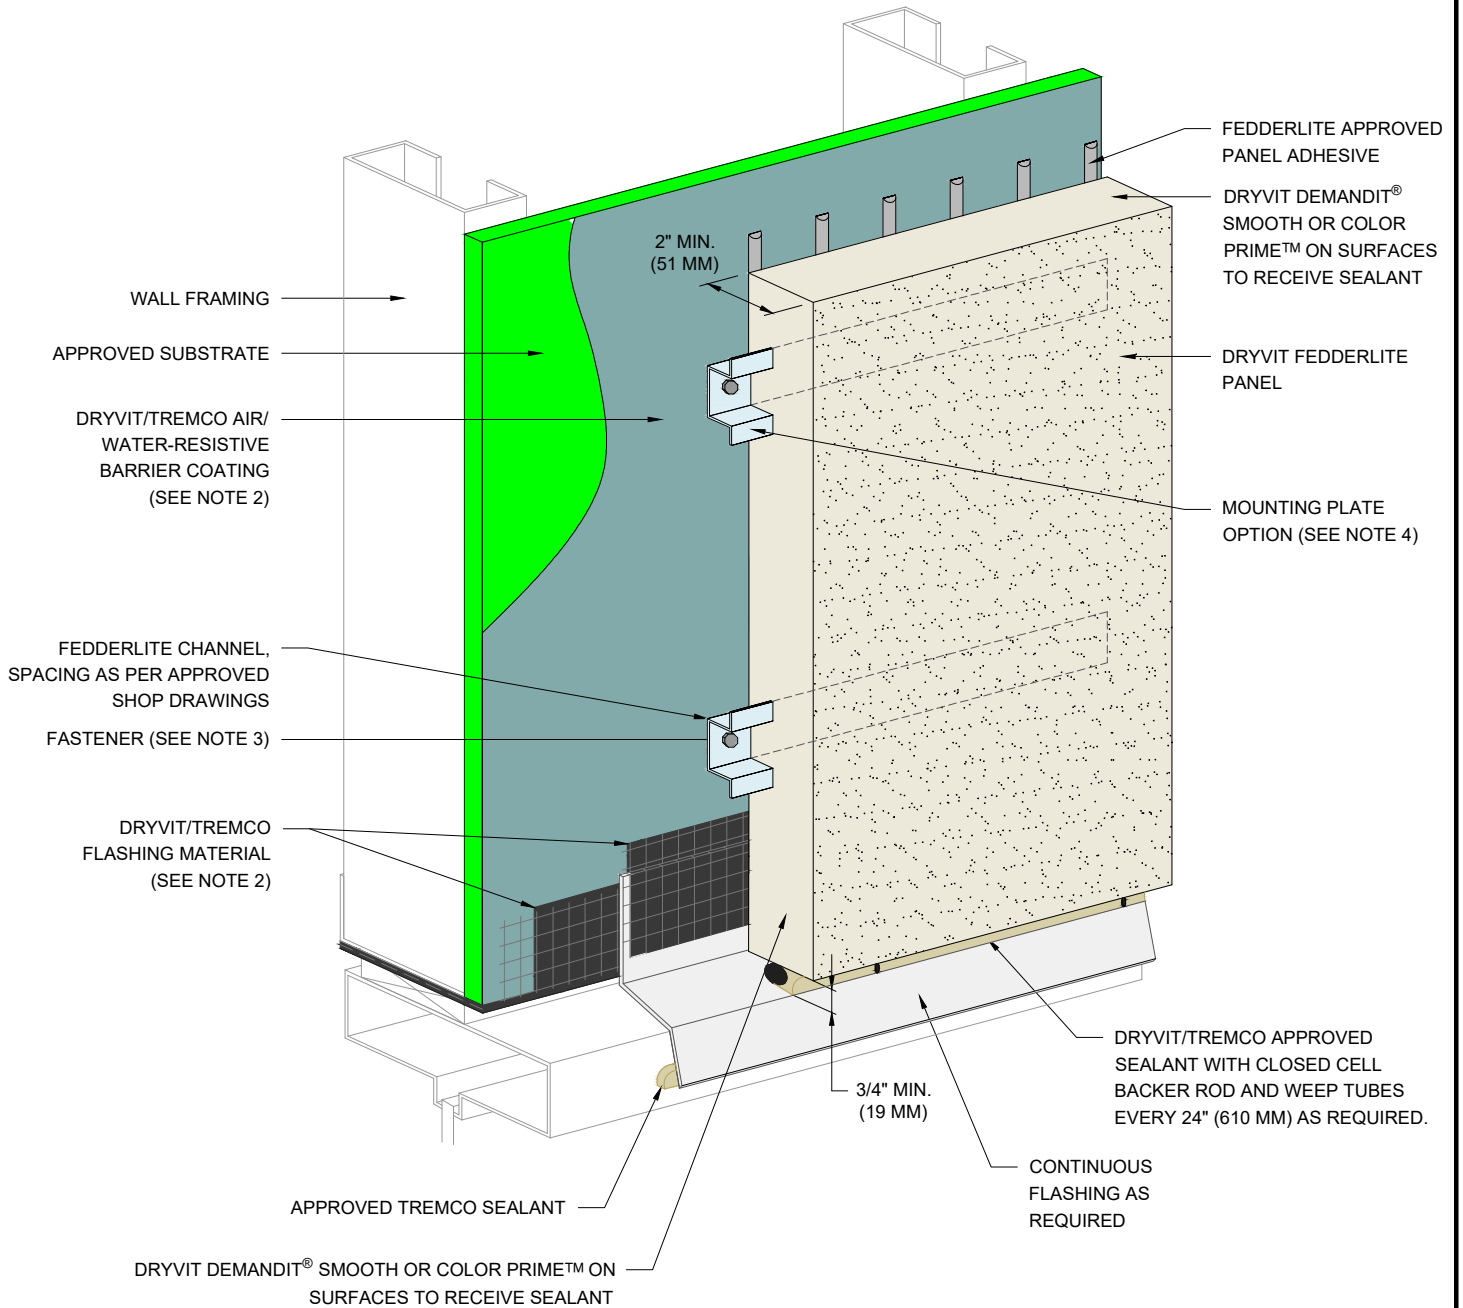 FEDDERLITE APPROVED
PANEL ADHESIVE
DRYVIT DEMANDIT®
SMOOTH OR COLOR
PRIME™ ON SURFACES
TO RECEIVE SEALANT
2" MIN.
(51 MM)
WALL FRAMING
APPROVED SUBSTRATE
DRYVIT FEDDERLITE
PANEL
DRYVIT/TREMCO AIR/
WATER-RESISTIVE
BARRIER COATING
(SEE NOTE 2)
MOUNTING PLATE
OPTION (SEE NOTE 4)
FEDDERLITE CHANNEL,
SPACING AS PER APPROVED
SHOP DRAWINGS
FASTENER (SEE NOTE 3)
DRYVIT/TREMCO
FLASHING MATERIAL
(SEE NOTE 2)
DRYVIT/TREMCO APPROVED
SEALANT WITH CLOSED CELL
BACKER ROD AND WEEP TUBES
EVERY 24" (610 MM) AS REQUIRED.
3/4" MIN.
(19 MM)
CONTINUOUS
FLASHING AS
REQUIRED
APPROVED TREMCO SEALANT
DRYVIT DEMANDIT® SMOOTH OR COLOR PRIME™ ON
SURFACES TO RECEIVE SEALANT